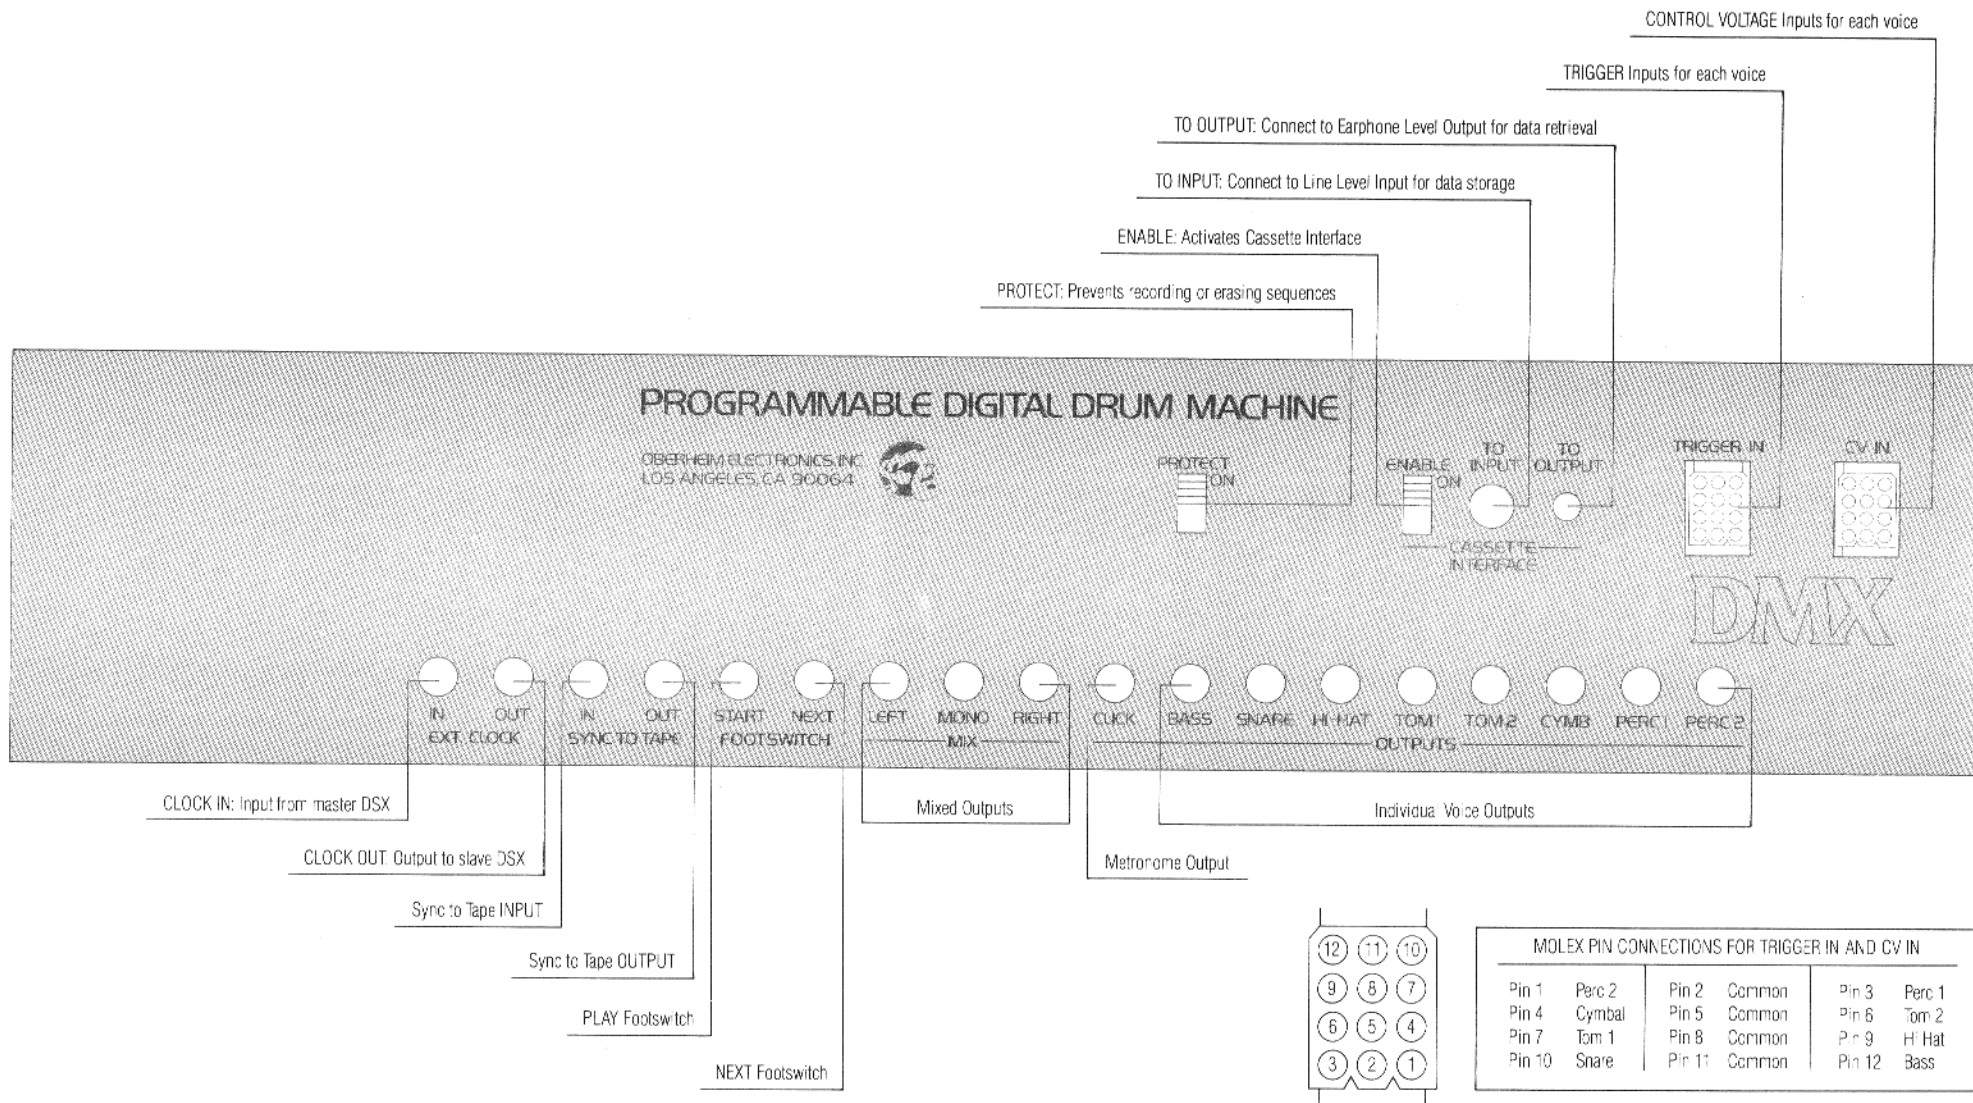 CONTROL VOLTAGE Inputs for each voice
TRIGGER Inputs for each voice
TO OUTPUT: Connect to Earphone Level Output for data retrieval
TO INPUT: Connect to Line Level Input for data storage
ENABLE: Activates Cassette Interface
PROTECT: Prevents recording or erasing sequences
PROGRAMMABLE DIGITAL DRUM MACHINE
OBERHEIM ELECTRONICS, INC.
LOS ANGELES, CA 90064
PROTECT
ON
ENABLE
ON
TO
INPUT
TO
OUTPUT
CASSETTE
INTERFACE
TRIGGER IN
CV IN
DMX
IN OUT
EXT. CLOCK
IN OUT
SYNC TO TAPE
START NEXT
FOOTSWITCH
LEFT MONO RIGHT
MIX
CLICK BASS SNARE HI-HAT TOM 1 TOM 2 CYMB PERC 1 PERC 2
OUTPUTS
CLOCK IN: Input from master DSX
CLOCK OUT: Output to slave DSX
Sync to Tape INPUT
Sync to Tape OUTPUT
PLAY Footswitch
NEXT Footswitch
Mixed Outputs
Metronome Output
Individual Voice Outputs
12 11 10
9 8 7
6 5 4
3 2 1
MOLEX PIN CONNECTIONS FOR TRIGGER IN AND CV IN
Pin 1 Perc 2 Pin 2 Common Pin 3 Perc 1
Pin 4 Cymbal Pin 5 Common Pin 6 Tom 2
Pin 7 Tom 1 Pin 8 Common Pin 9 Hi Hat
Pin 10 Snare Pin 11 Common Pin 12 Bass